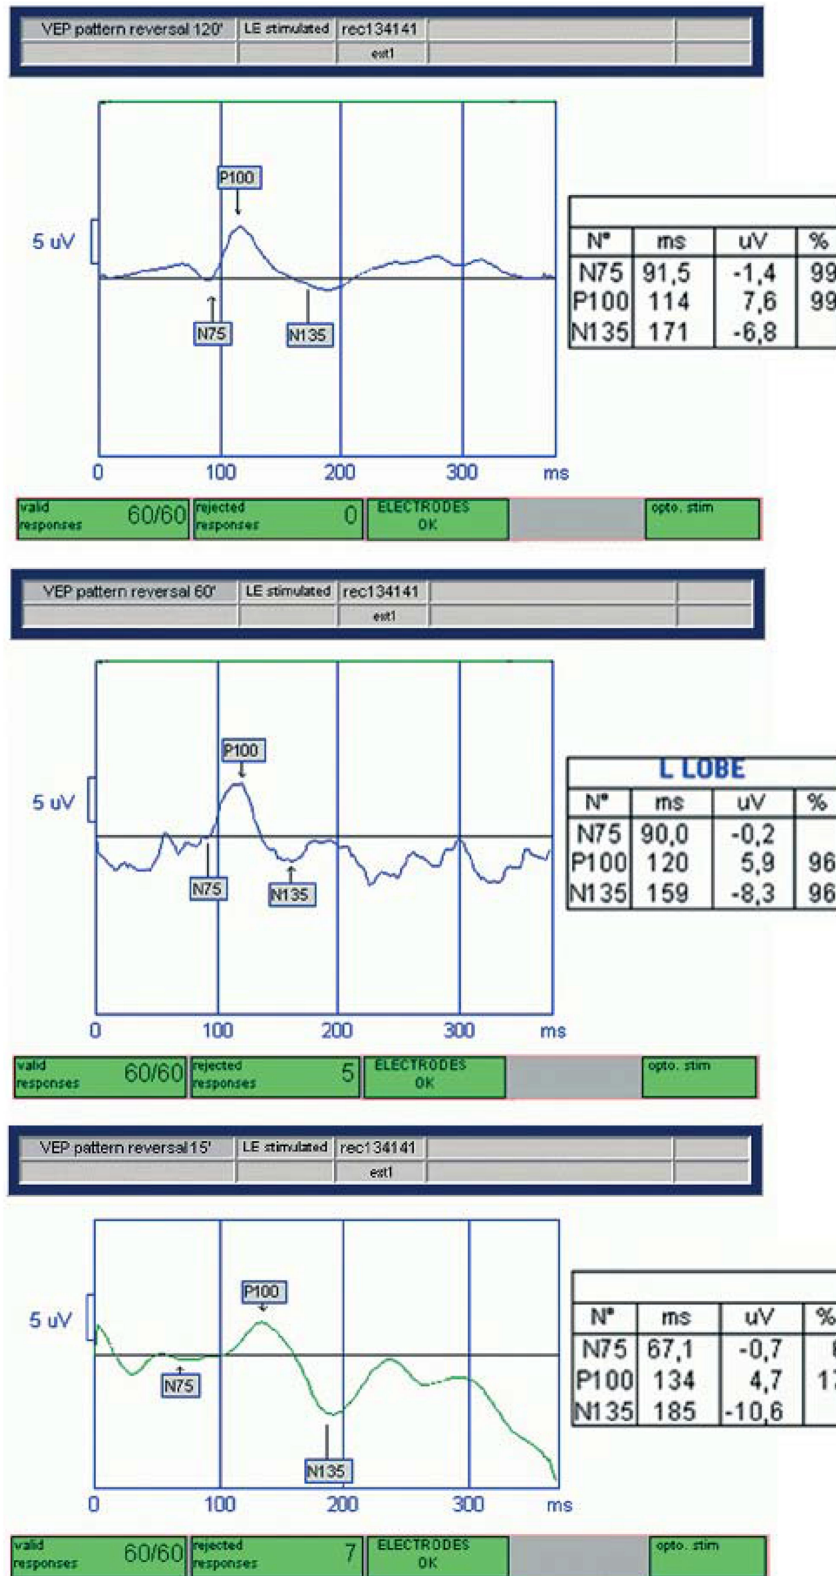 VEP pattern reversal 120' LE stimulated rec134141
ext1
P100
5 uV
N75 N135
0 100 200 300 ms
N° ms uV %
N75 91,5 -1,4 99
P100 114 7,6 99
N135 171 -6,8
valid responses 60/60 rejected responses 0 ELECTRODES OK opto. stim
VEP pattern reversal 60' LE stimulated rec134141
ext1
P100
5 uV
N75 N135
0 100 200 300 ms
L LOBE
N° ms uV %
N75 90,0 -0,2
P100 120 5,9 96
N135 159 -8,3 96
valid responses 60/60 rejected responses 5 ELECTRODES OK opto. stim
VEP pattern reversal 15' LE stimulated rec134141
ext1
P100
5 uV
N75
N135
0 100 200 300 ms
N° ms uV %
N75 67,1 -0,7
P100 134 4,7 17
N135 185 -10,6
valid responses 60/60 rejected responses 7 ELECTRODES OK opto. stim